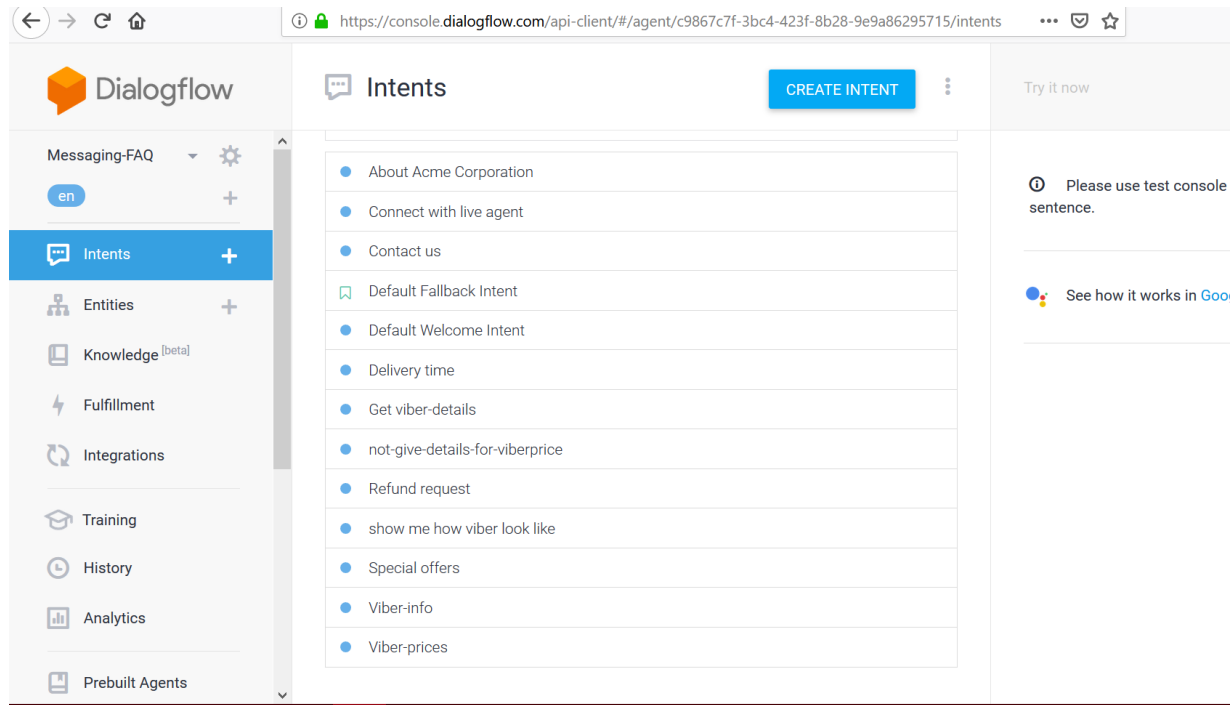 https://console.dialogflow.com/api-client/#/agent/c9867c7f-3bc4-423f-8b28-9e9a86295715/intents
Dialogflow
Messaging-FAQ
en
Intents
Entities
Knowledge [beta]
Fulfillment
Integrations
Training
History
Analytics
Prebuilt Agents
Intents
CREATE INTENT
About Acme Corporation
Connect with live agent
Contact us
Default Fallback Intent
Default Welcome Intent
Delivery time
Get viber-details
not-give-details-for-viberprice
Refund request
show me how viber look like
Special offers
Viber-info
Viber-prices
Try it now
Please use test console
sentence.
See how it works in Goo